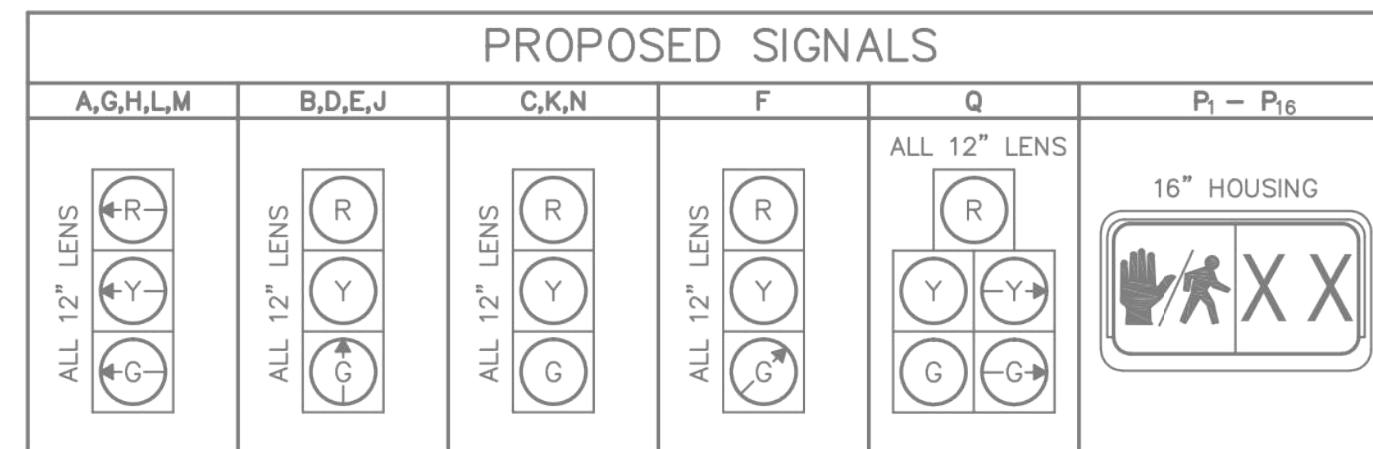 PROPOSED SIGNALS
A,G,H,L,M B,D,E,J C,K,N F Q P₁ – P₁₆
ALL 12" LENS
R
Y
G
ALL 12" LENS
R
Y
G
ALL 12" LENS
R
Y
G
ALL 12" LENS
R
Y
G
ALL 12" LENS
R
Y Y
G G
16" HOUSING
X X